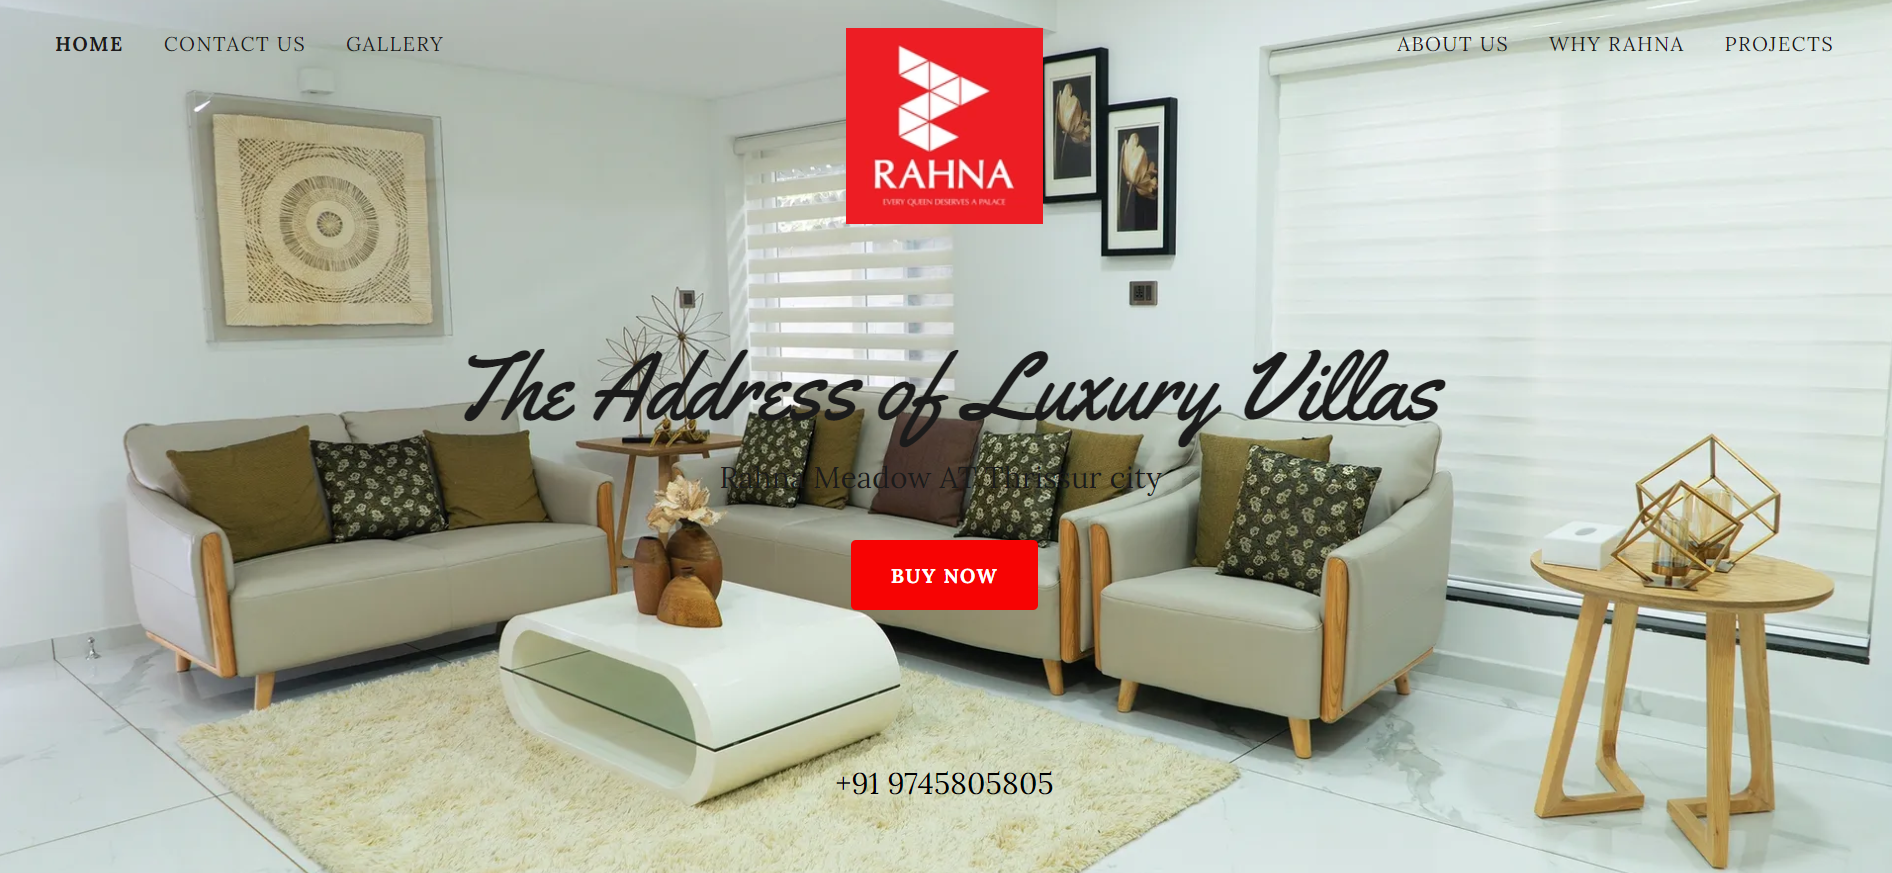 HOME CONTACT US GALLERY
ABOUT US WHY RAHNA PROJECTS
RAHNA
EVERY QUEEN DESERVES A PALACE
The Address of Luxury Villas
Rahna Meadow AT Thrissur city
BUY NOW
+91 9745805805